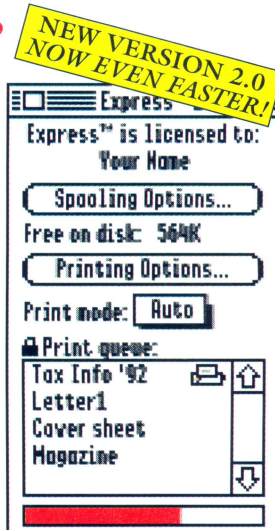 NEW VERSION 2.0
NOW EVEN FASTER!
Express
Express™ is licensed to:
Your Name
Spooling Options...
Free on disk: 564K
Printing Options...
Print mode: Auto
Print queue:
Tax Info '92
Letter1
Cover sheet
Magazine